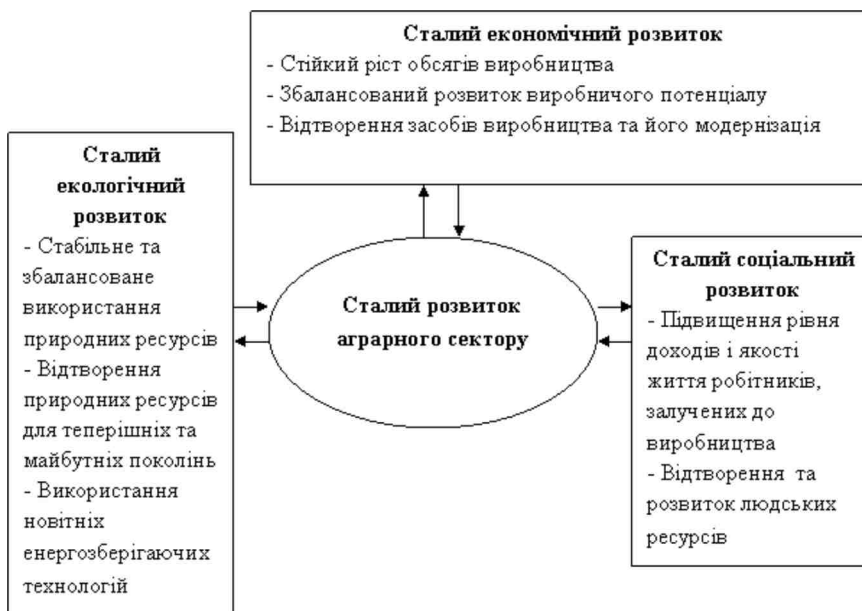 Сталий економічний розвиток
- Стійкий ріст обсягів виробництва
- Збалансований розвиток виробничого потенціалу
- Відтворення засобів виробництва та його модернізація
Сталий
екологічний
розвиток
- Стабільне та
збалансоване
використання
природних ресурсів
- Відтворення
природних ресурсів
для теперішніх та
майбутніх поколінь
- Використання
новітніх
енергозберігаючих
технологій
Сталий розвиток
аграрного сектору
Сталий соціальний
розвиток
- Підвищення рівня
доходів і якості
життя робітників,
залучених до
виробництва
- Відтворення та
розвиток людських
ресурсів